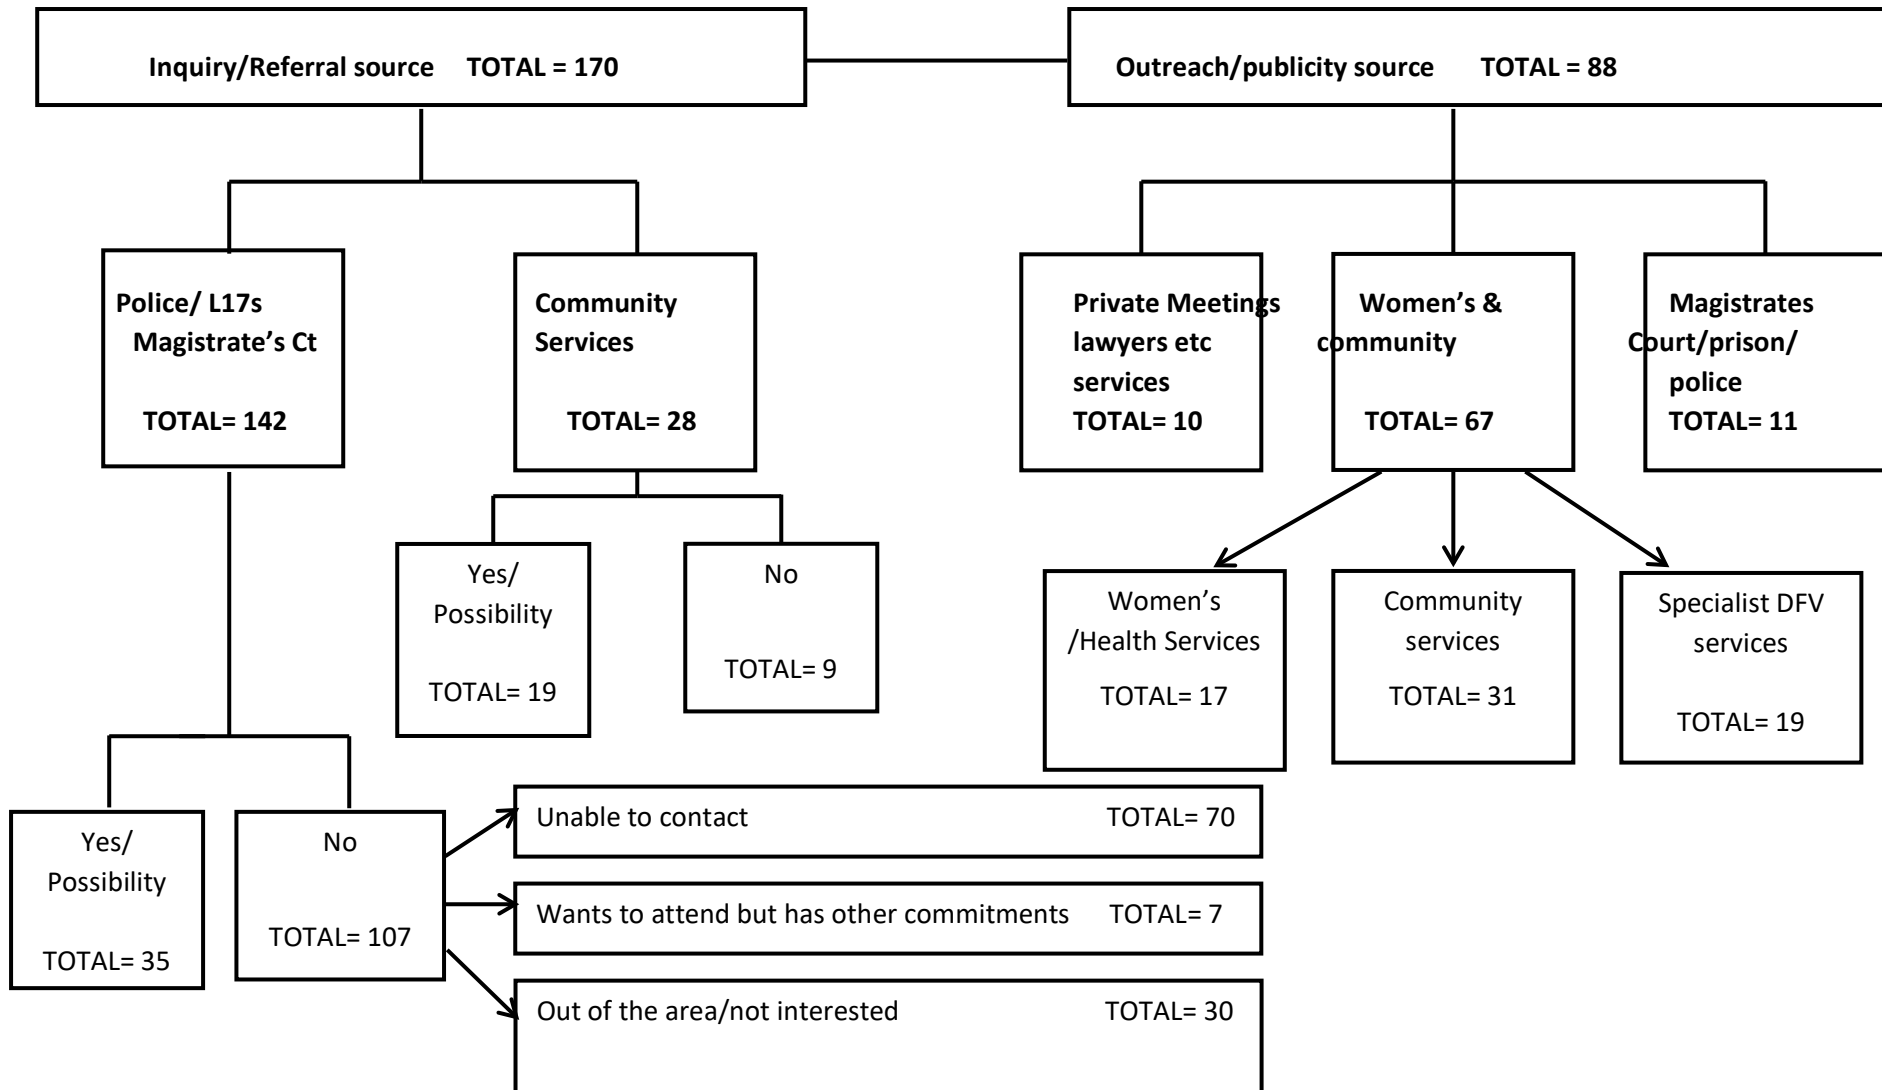 Inquiry/Referral source TOTAL = 170
Outreach/publicity source TOTAL = 88
Police/ L17s
Magistrate’s Ct
TOTAL= 142
Community
Services
TOTAL= 28
Private Meetings
lawyers etc
services
TOTAL= 10
Women’s &
community
TOTAL= 67
Magistrates
Court/prison/
police
TOTAL= 11
Yes/
Possibility
TOTAL= 19
No
TOTAL= 9
Women’s
/Health Services
TOTAL= 17
Community
services
TOTAL= 31
Specialist DFV
services
TOTAL= 19
Yes/
Possibility
TOTAL= 35
No
TOTAL= 107
Unable to contact TOTAL= 70
Wants to attend but has other commitments TOTAL= 7
Out of the area/not interested TOTAL= 30